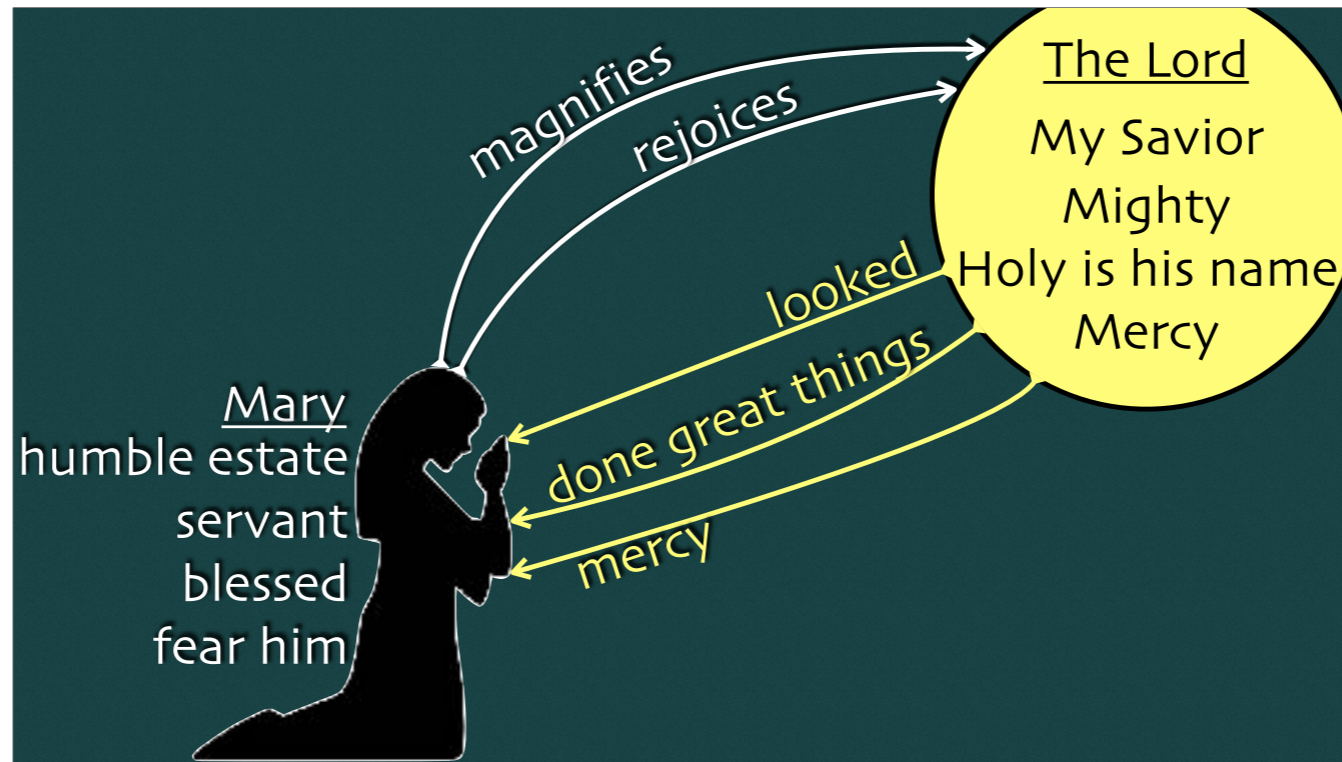 magnifies
rejoices
The Lord
My Savior
Mighty
Holy is his name
Mercy
looked
done great things
mercy
Mary
humble estate
servant
blessed
fear him